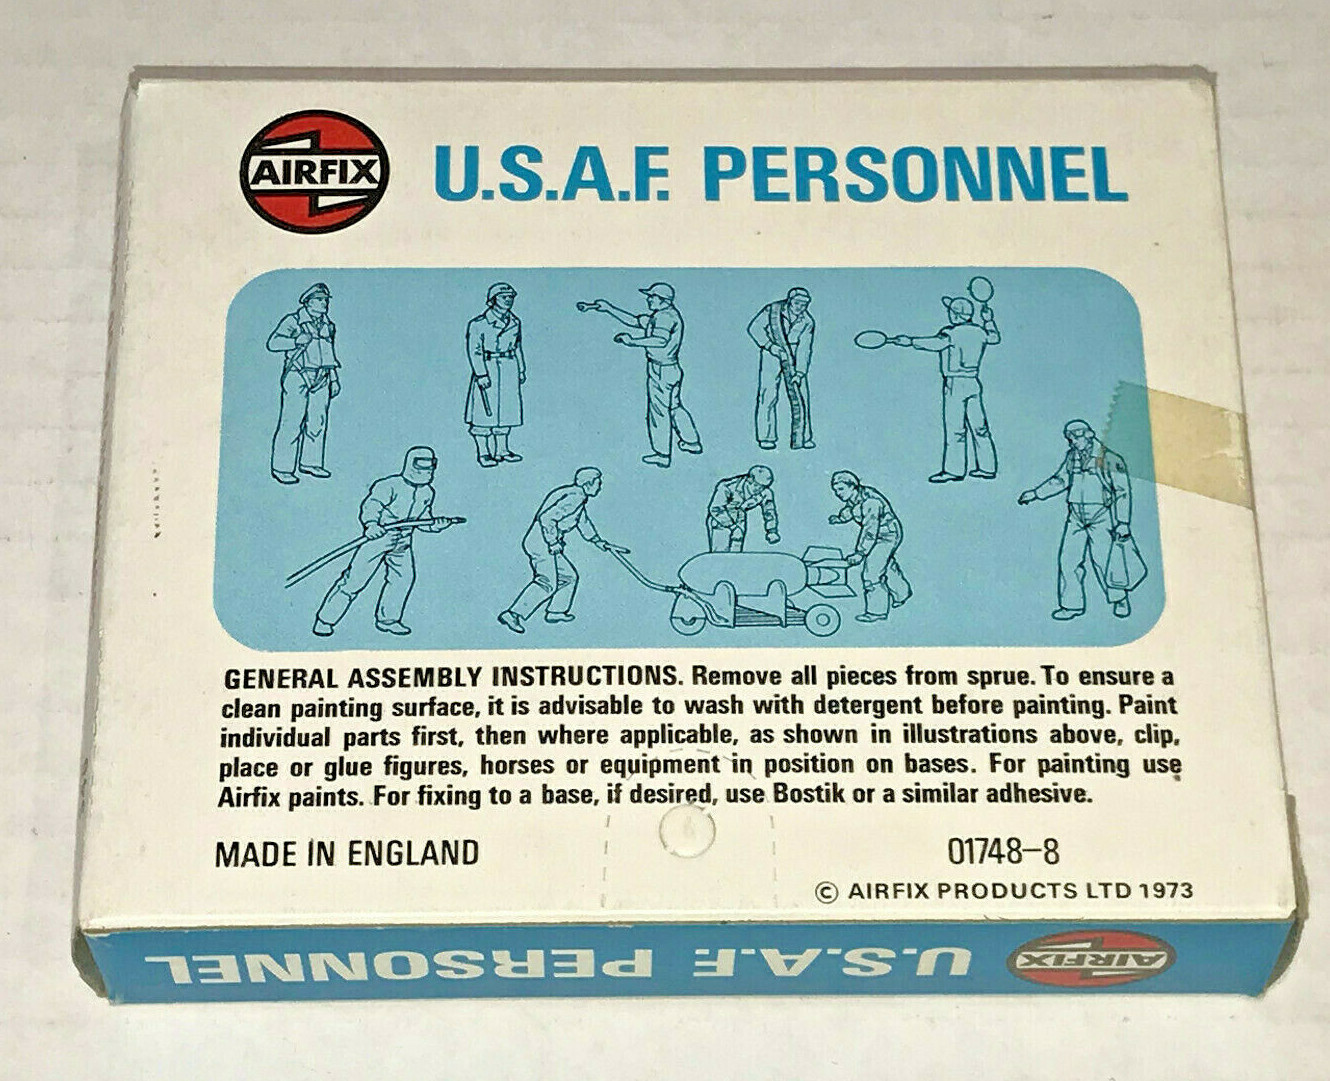 AIRFIX
U.S.A.F. PERSONNEL
GENERAL ASSEMBLY INSTRUCTIONS. Remove all pieces from sprue. To ensure a
clean painting surface, it is advisable to wash with detergent before painting. Paint
individual parts first, then where applicable, as shown in illustrations above, clip,
place or glue figures, horses or equipment in position on bases. For painting use
Airfix paints. For fixing to a base, if desired, use Bostik or a similar adhesive.
MADE IN ENGLAND
01748-8
© AIRFIX PRODUCTS LTD 1973
AIRFIX
U.S.A.F. PERSONNEL